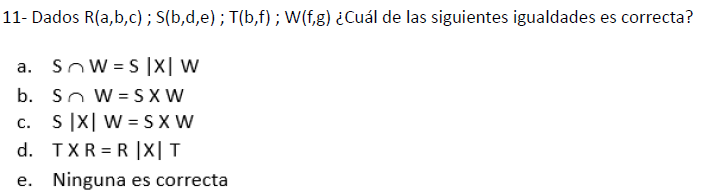 11- Dados R(a,b,c) ; S(b,d,e) ; T(b,f) ; W(f,g) ¿Cuál de las siguientes igualdades es correcta?
a. S ∩ W = S |X| W
b. S ∩ W = S X W
c. S |X| W = S X W
d. T X R = R |X| T
e. Ninguna es correcta